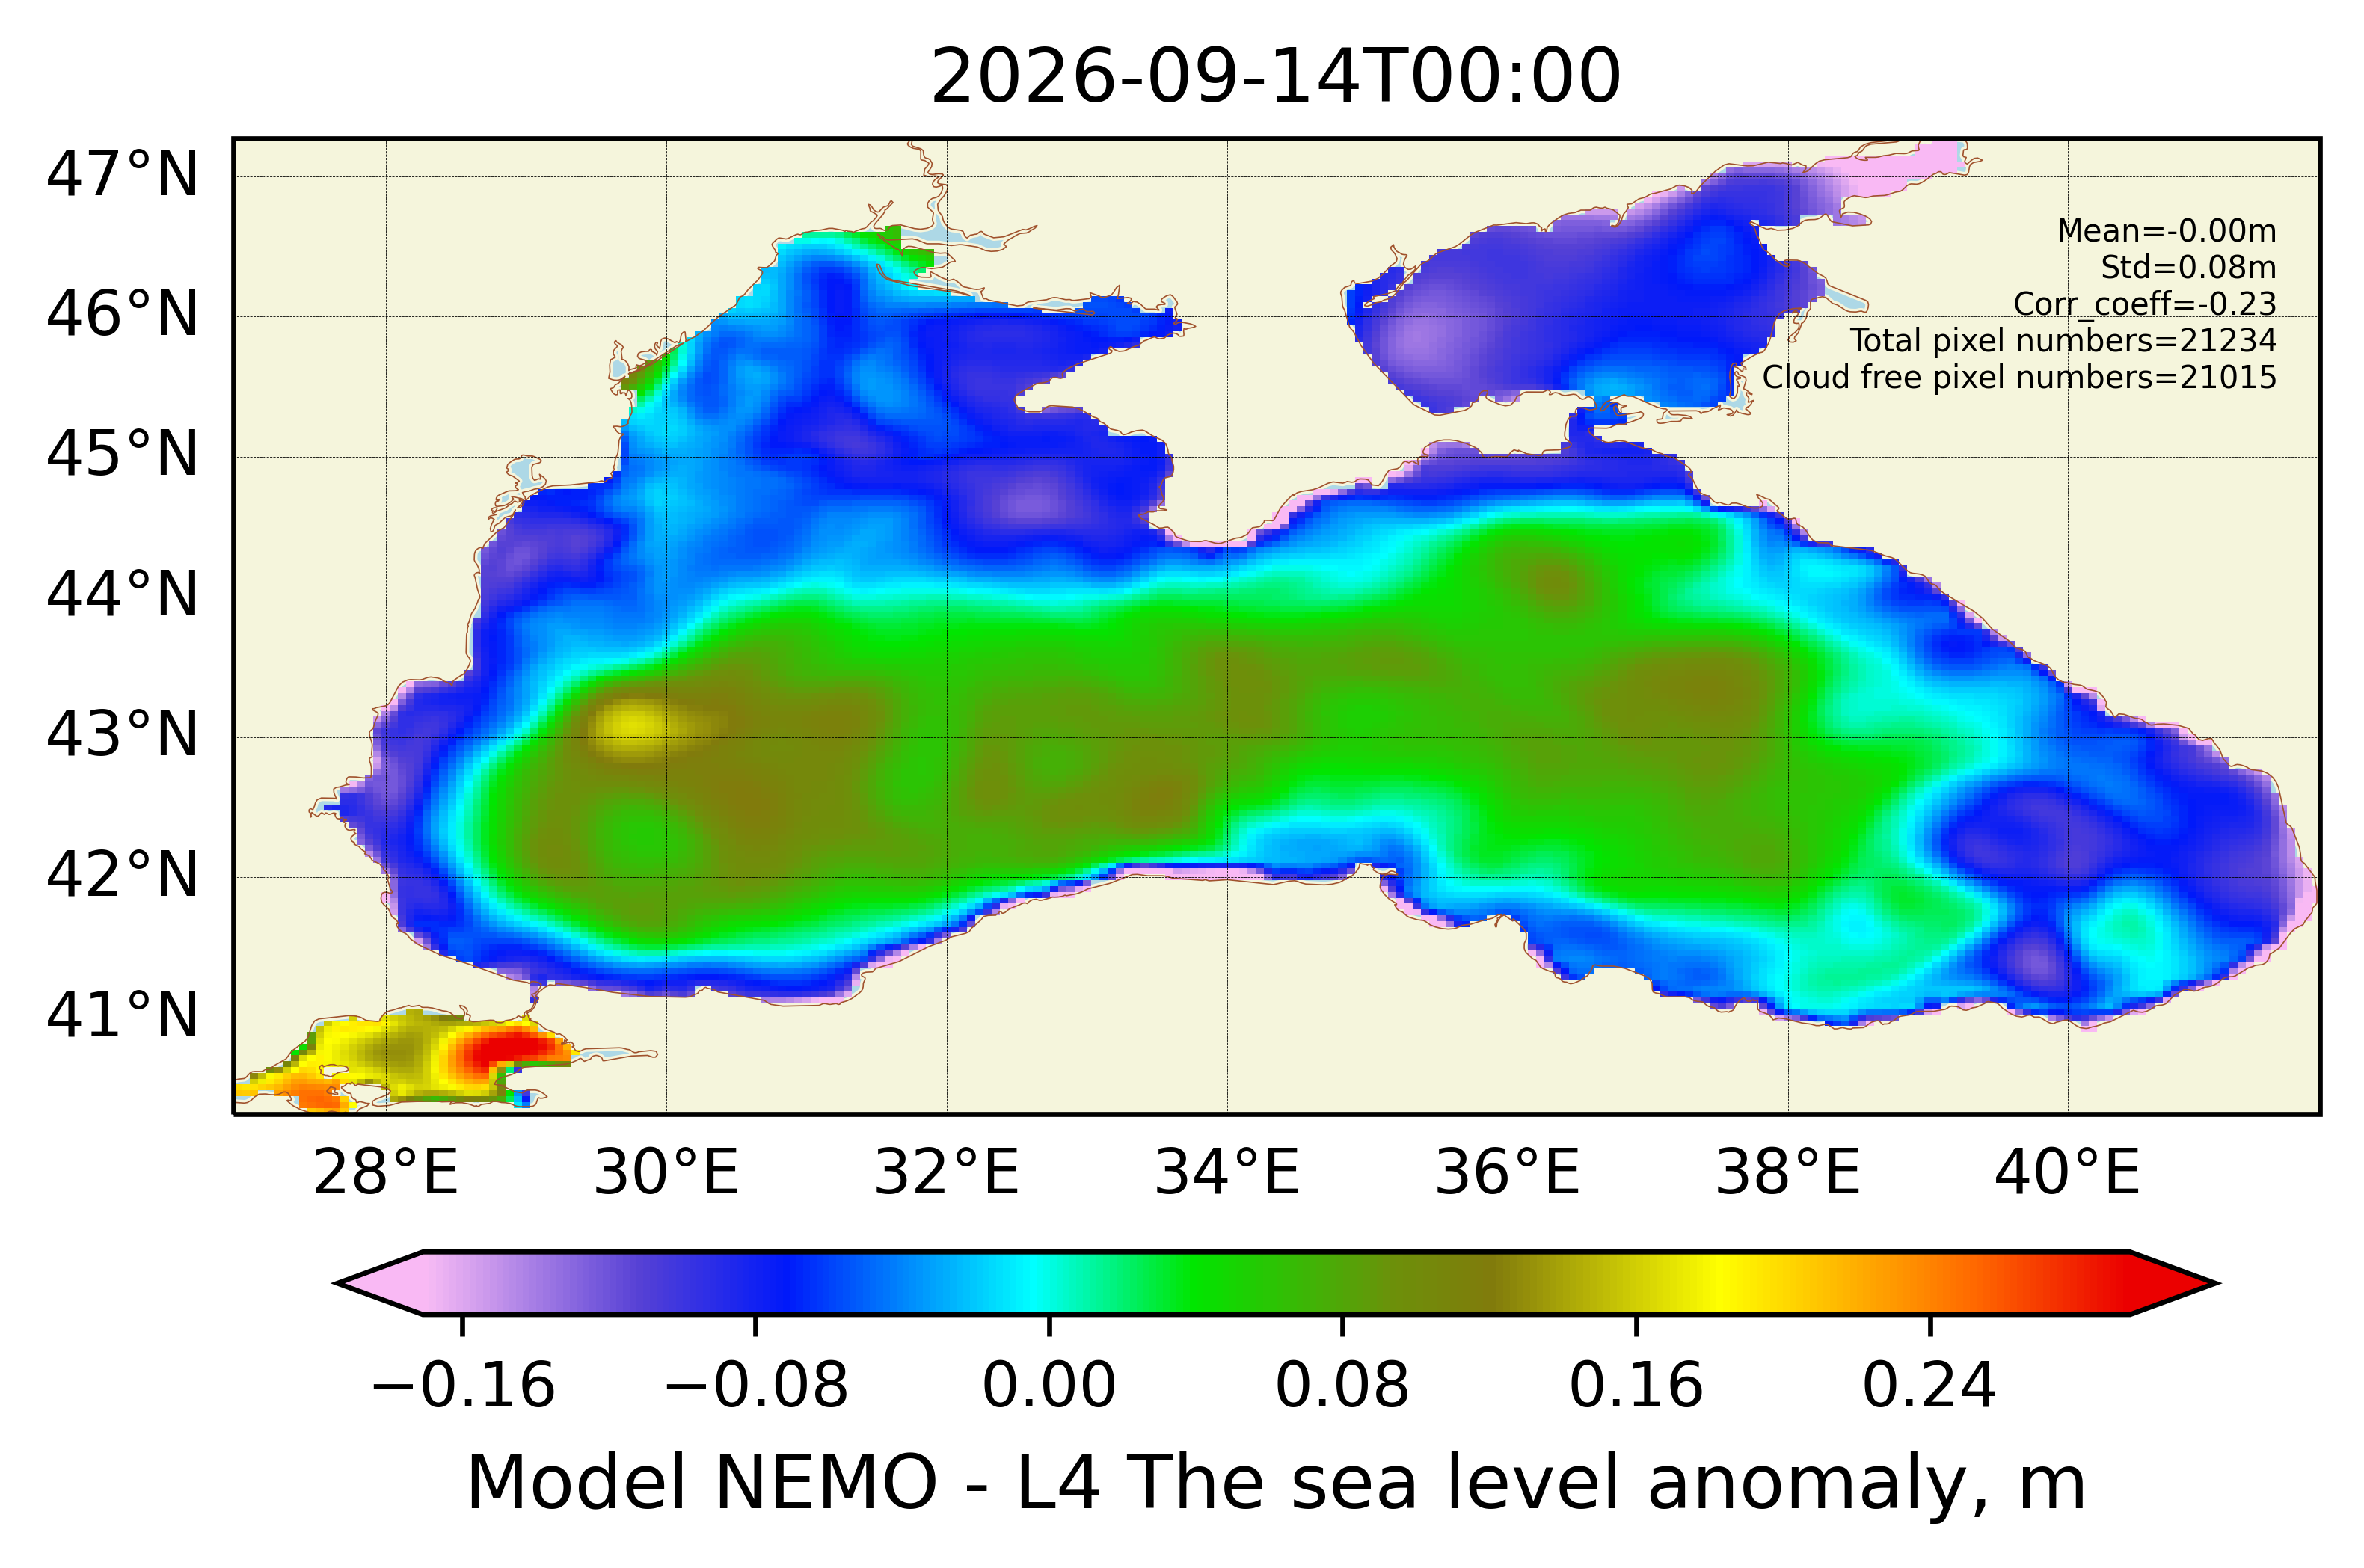 2026-09-14T00:00
47°N
46°N
45°N
44°N
43°N
42°N
41°N
Mean=-0.00m
Std=0.08m
Corr_coeff=-0.23
Total pixel numbers=21234
Cloud free pixel numbers=21015
28°E 30°E 32°E 34°E 36°E 38°E 40°E
−0.16 −0.08 0.00 0.08 0.16 0.24
Model NEMO - L4 The sea level anomaly, m